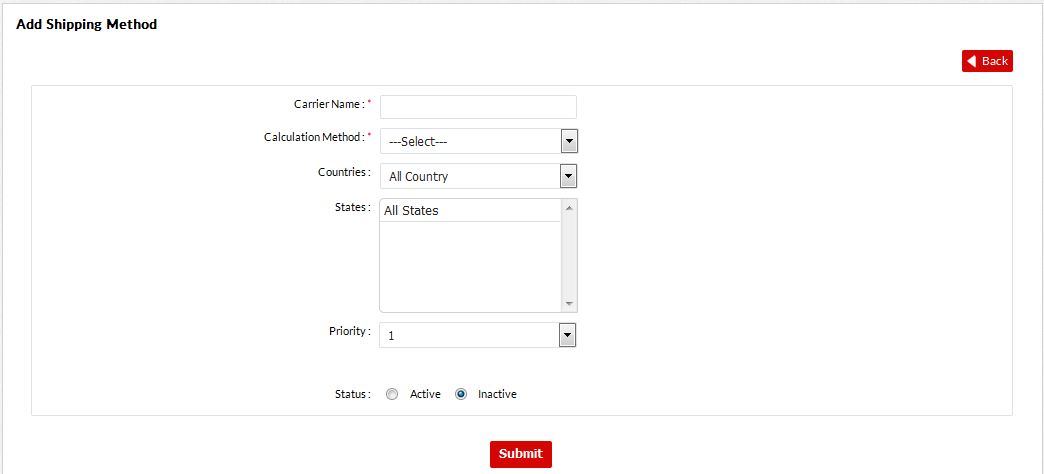 Add Shipping Method
Back
Carrier Name : *
Calculation Method : * ---Select---
Countries : All Country
States : All States
Priority : 1
Status : Active Inactive
Submit